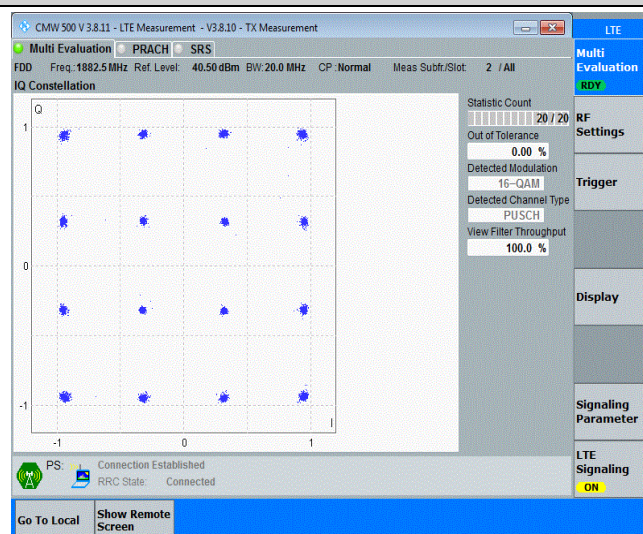 CMW 500 V 3.8.11 - LTE Measurement - V3.8.10 - TX Measurement
LTE
Multi Evaluation PRACH SRS
Multi
Evaluation
RDY
FDD Freq.:1882.5 MHz Ref. Level: 40.50 dBm BW:20.0 MHz CP:Normal Meas Subfr./Slot: 2 / All
IQ Constellation
Q
1
0
-1
-1
0
1
I
Statistic Count
20 / 20
Out of Tolerance
0.00 %
Detected Modulation
16-QAM
Detected Channel Type
PUSCH
View Filter Throughput
100.0 %
RF
Settings
Trigger
Display
Signaling
Parameter
LTE
Signaling
ON
PS: Connection Established
RRC State: Connected
Go To Local
Show Remote
Screen